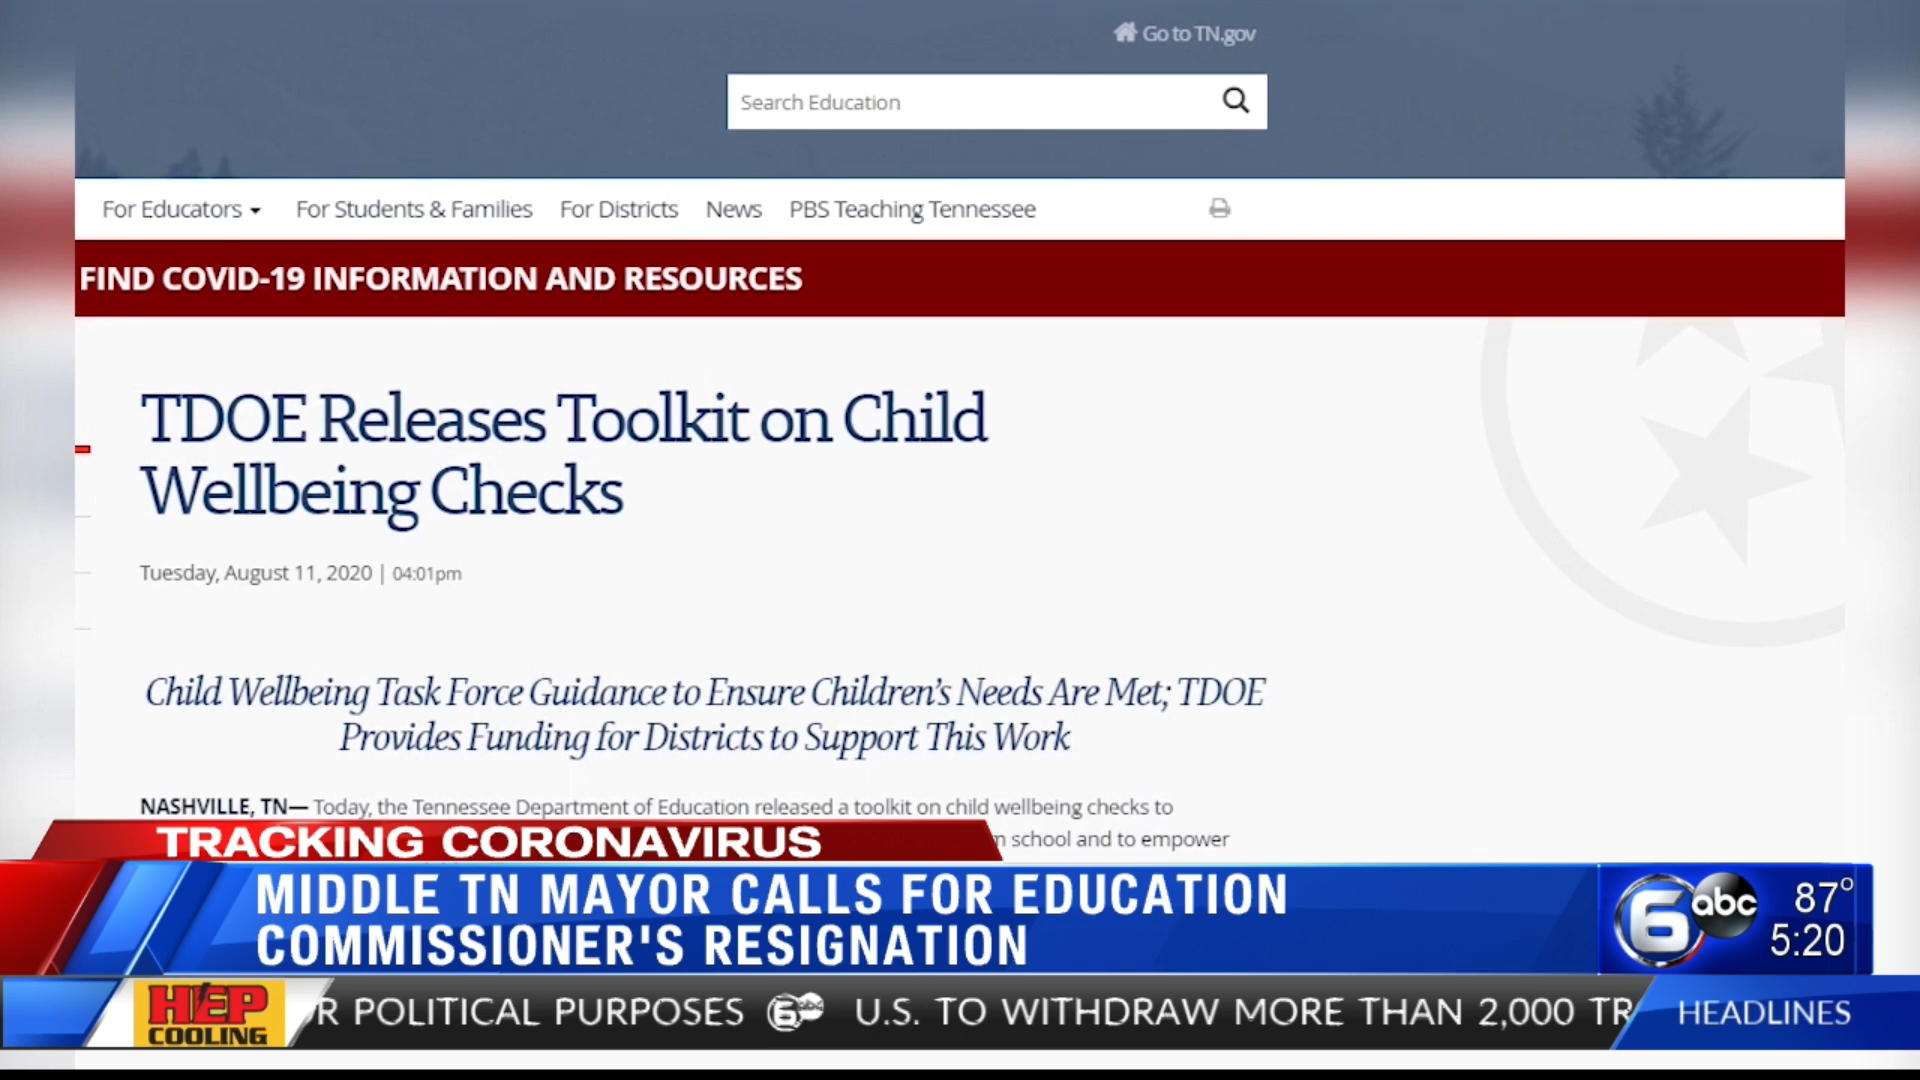 Go to TN.gov
Search Education
For Educators For Students & Families For Districts News PBS Teaching Tennessee
FIND COVID-19 INFORMATION AND RESOURCES
TDOE Releases Toolkit on Child
Wellbeing Checks
Tuesday, August 11, 2020 | 04:01pm
Child Wellbeing Task Force Guidance to Ensure Children's Needs Are Met; TDOE
Provides Funding for Districts to Support This Work
NASHVILLE, TN— Today, the Tennessee Department of Education released a toolkit on child wellbeing checks to
school and to empower
TRACKING CORONAVIRUS
MIDDLE TN MAYOR CALLS FOR EDUCATION
COMMISSIONER'S RESIGNATION
6 abc 87°
5:20
HEP
COOLING
R POLITICAL PURPOSES 6 abc U.S. TO WITHDRAW MORE THAN 2,000 TR
HEADLINES